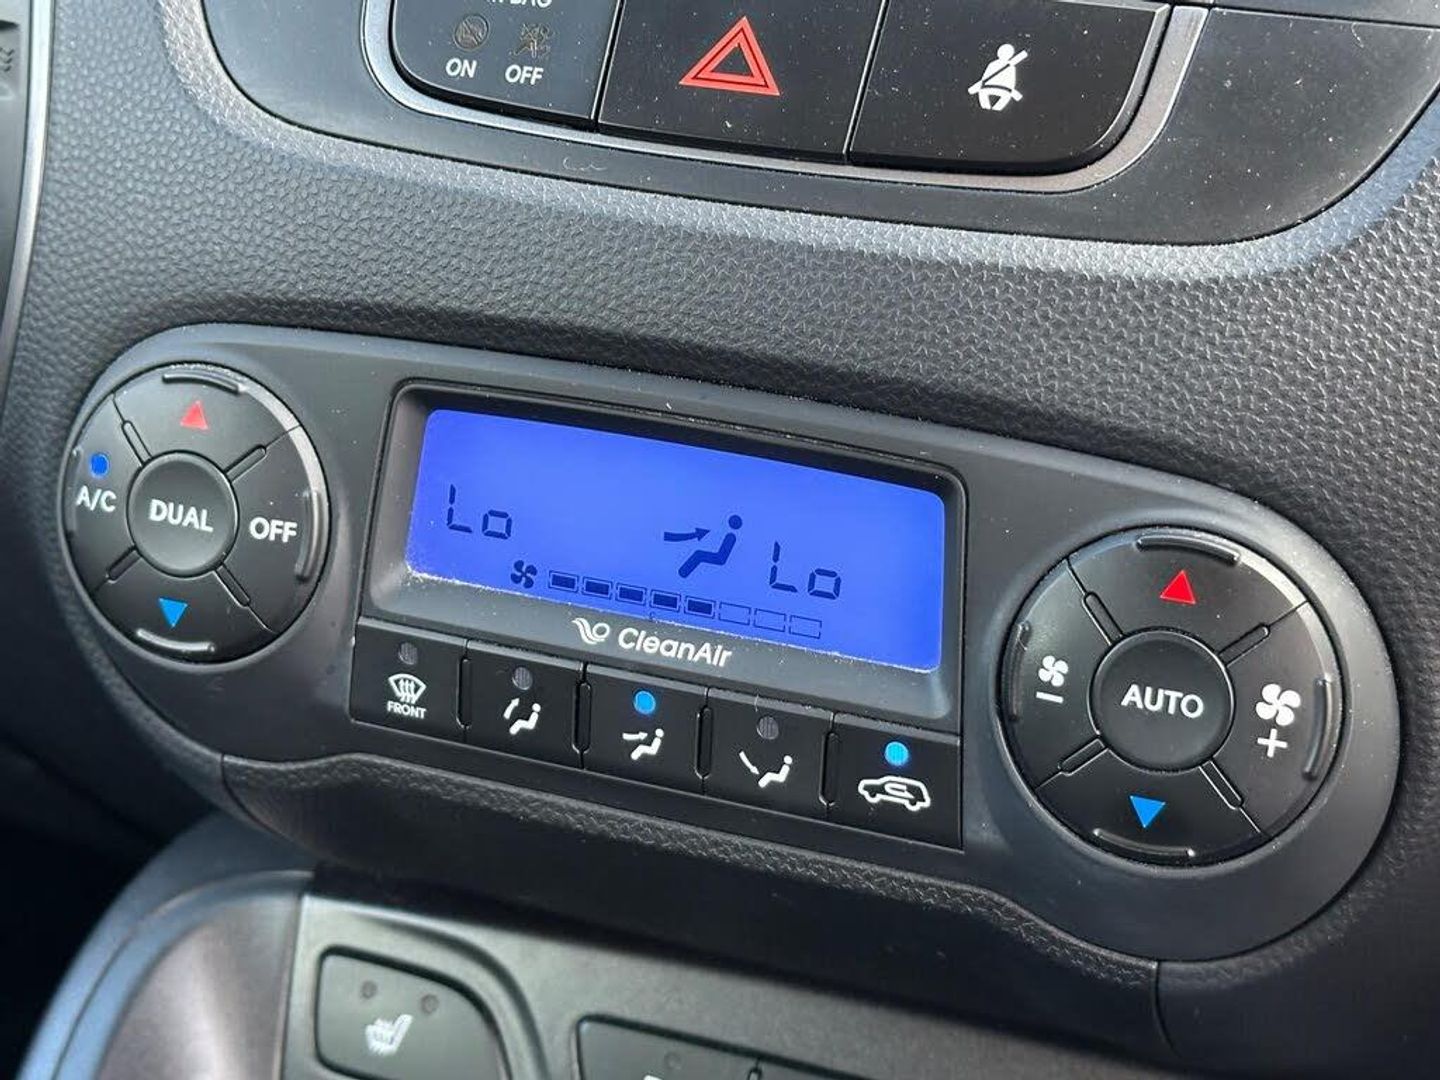 ON OFF
A/C DUAL OFF
Lo Lo
CleanAir
FRONT
AUTO